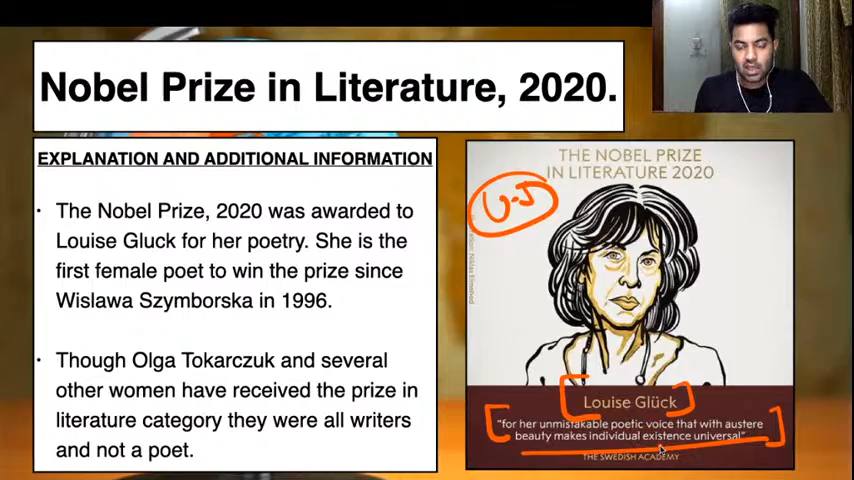 Nobel Prize in Literature, 2020.
EXPLANATION AND ADDITIONAL INFORMATION
• The Nobel Prize, 2020 was awarded to
Louise Gluck for her poetry. She is the
first female poet to win the prize since
Wislawa Szymborska in 1996.
• Though Olga Tokarczuk and several
other women have received the prize in
literature category they were all writers
and not a poet.
THE NOBEL PRIZE
IN LITERATURE 2020
Louise Glück
“for her unmistakable poetic voice that with austere
beauty makes individual existence universal”
THE SWEDISH ACADEMY